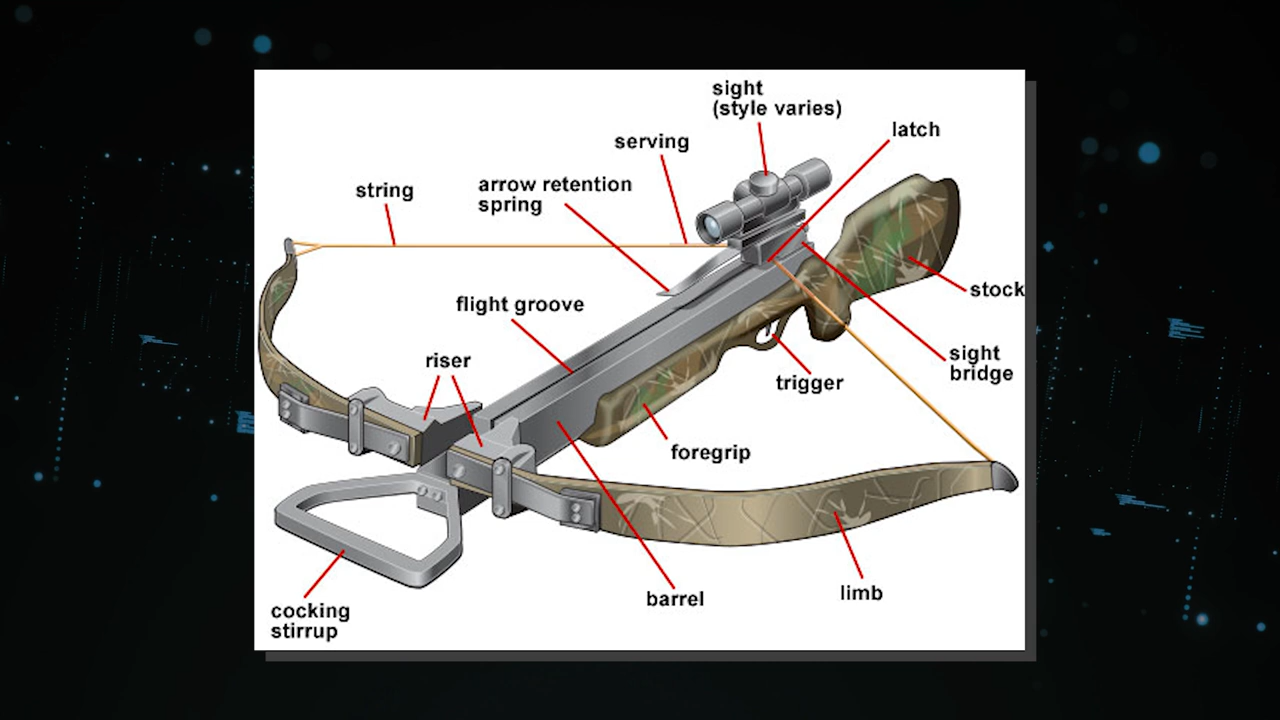 sight
(style varies)
latch
serving
arrow retention
spring
string
stock
flight groove
sight
bridge
riser
trigger
foregrip
limb
barrel
cocking
stirrup